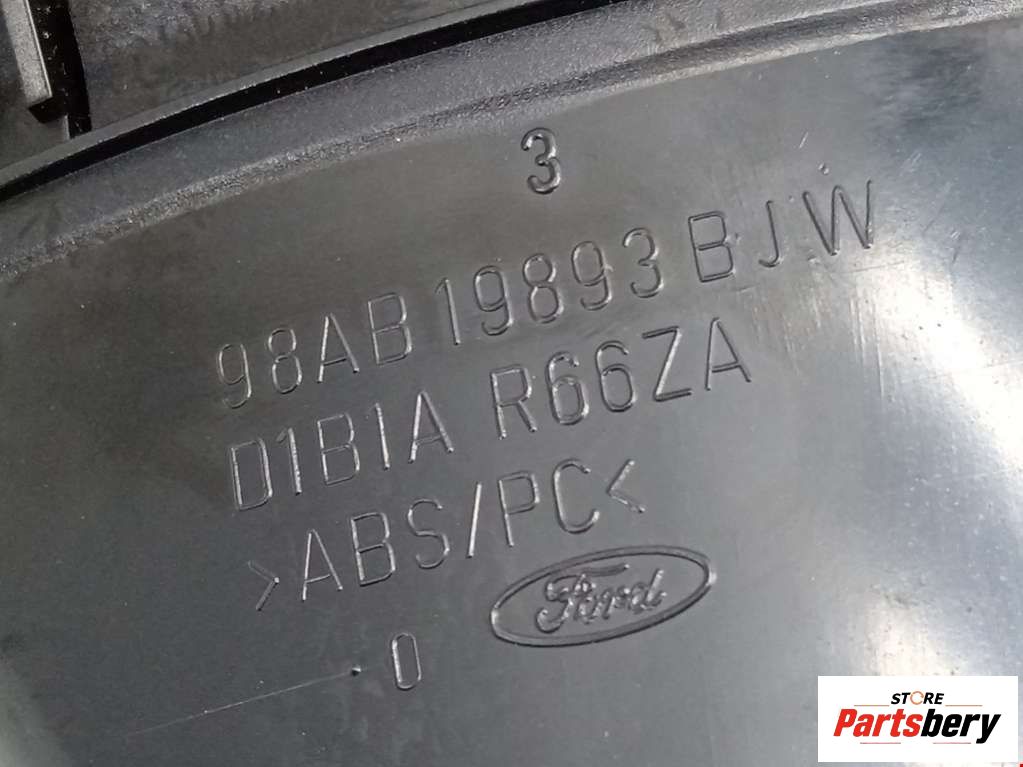 3
98AB 19893 BJW
D1B1A R66ZA
>ABS/PC<
Ford
0
STORE
Partsbery